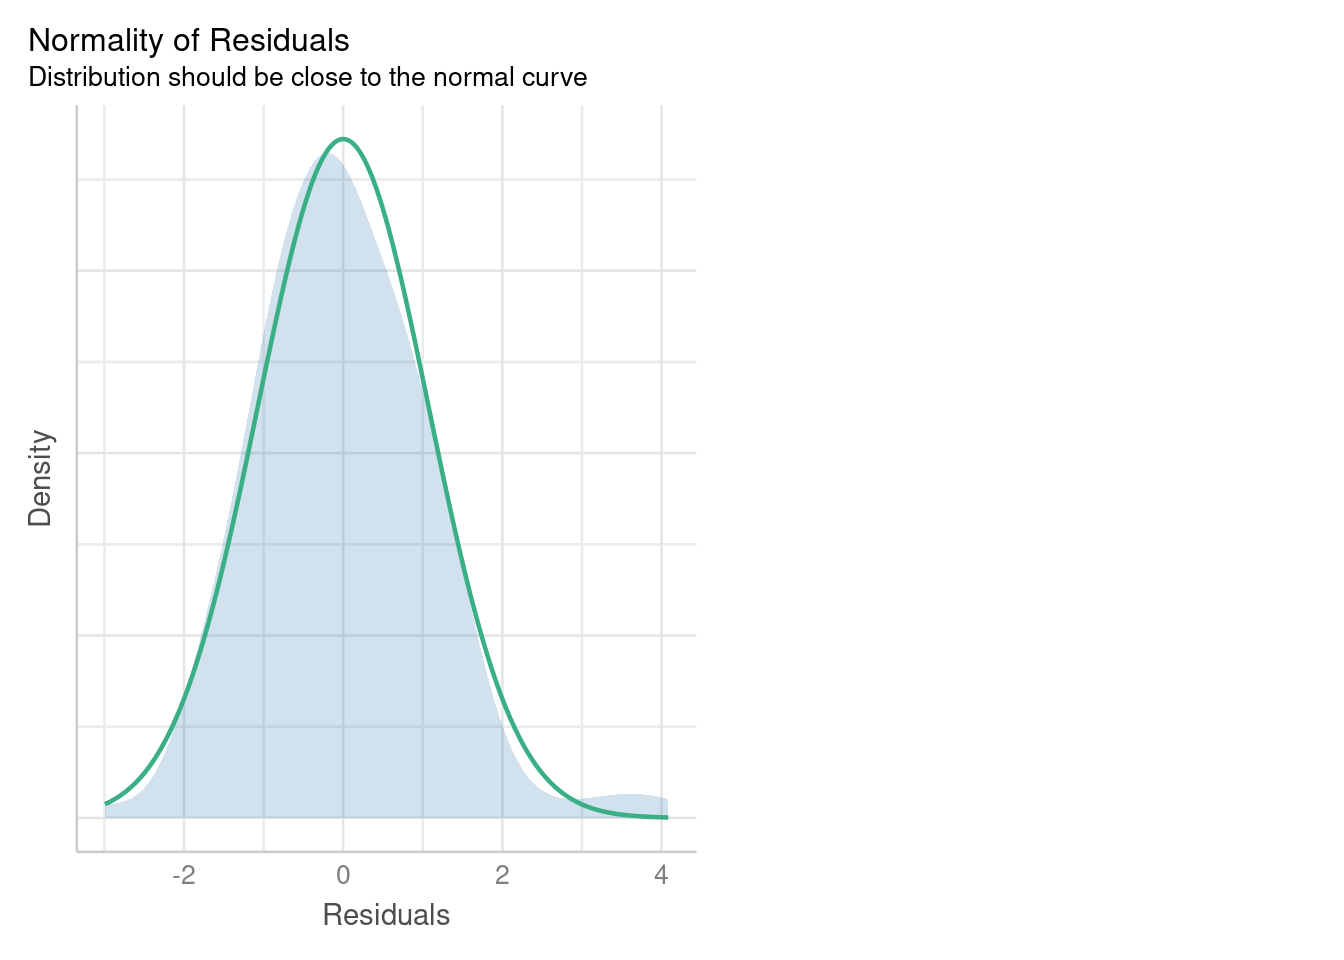 Normality of Residuals
Distribution should be close to the normal curve
Density
-2 0 2 4
Residuals